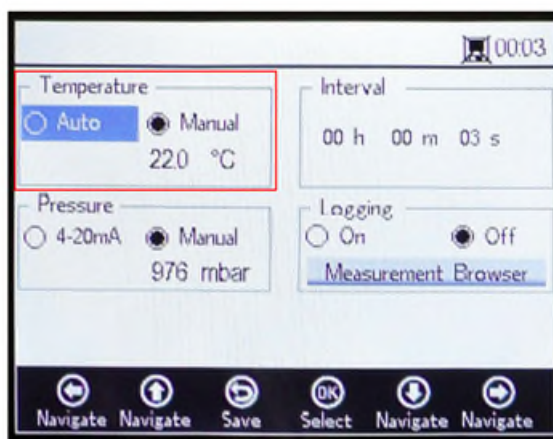 00:03
Temperature
Auto Manual
22.0 °C
Interval
00 h 00 m 03 s
Pressure
4-20mA Manual
976 mbar
Logging
On Off
Measurement Browser
Navigate Navigate Save Select Navigate Navigate
OK